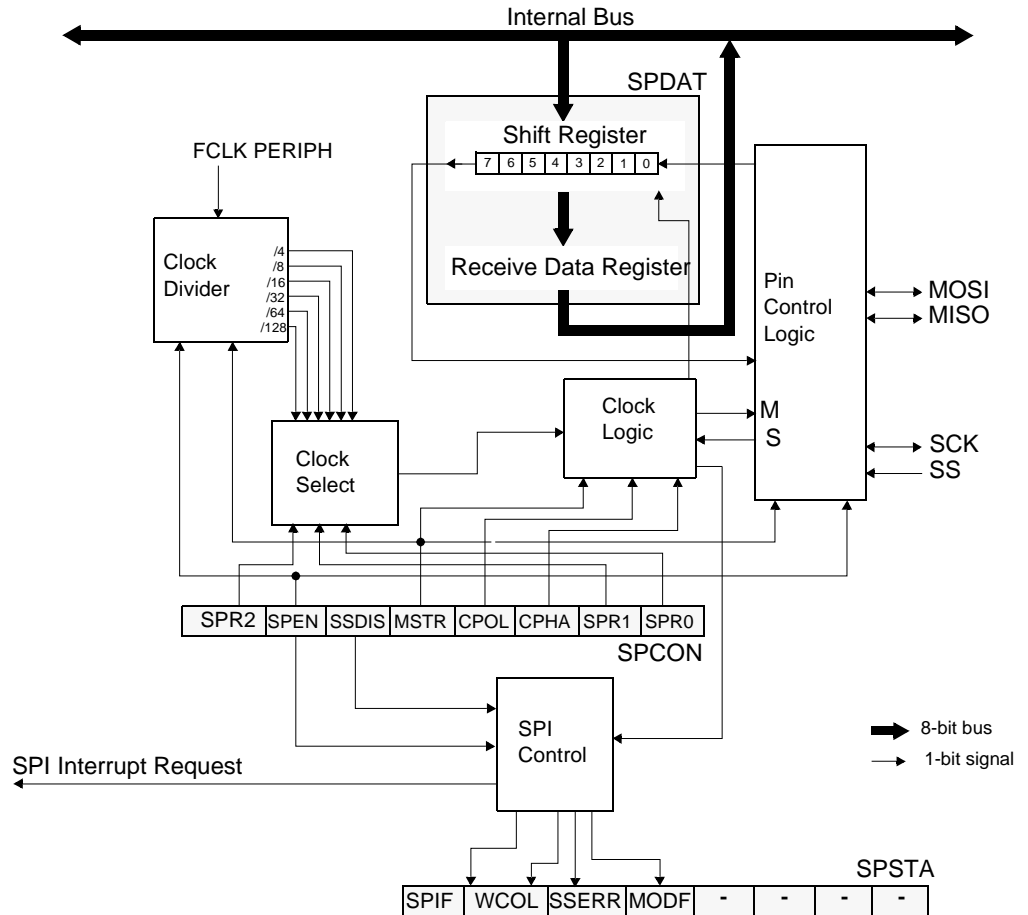 Internal Bus
SPDAT
Shift Register
7 6 5 4 3 2 1 0
FCLK PERIPH
Clock
Divider
/4
/8
/16
/32
/64
/128
Receive Data Register
Pin
Control
Logic
MOSI
MISO
Clock
Logic
M
S
SCK
SS
Clock
Select
SPR2 SPEN SSDIS MSTR CPOL CPHA SPR1 SPR0
SPCON
SPI
Control
8-bit bus
1-bit signal
SPI Interrupt Request
SPSTA
SPIF WCOL SSERR MODF - - - -